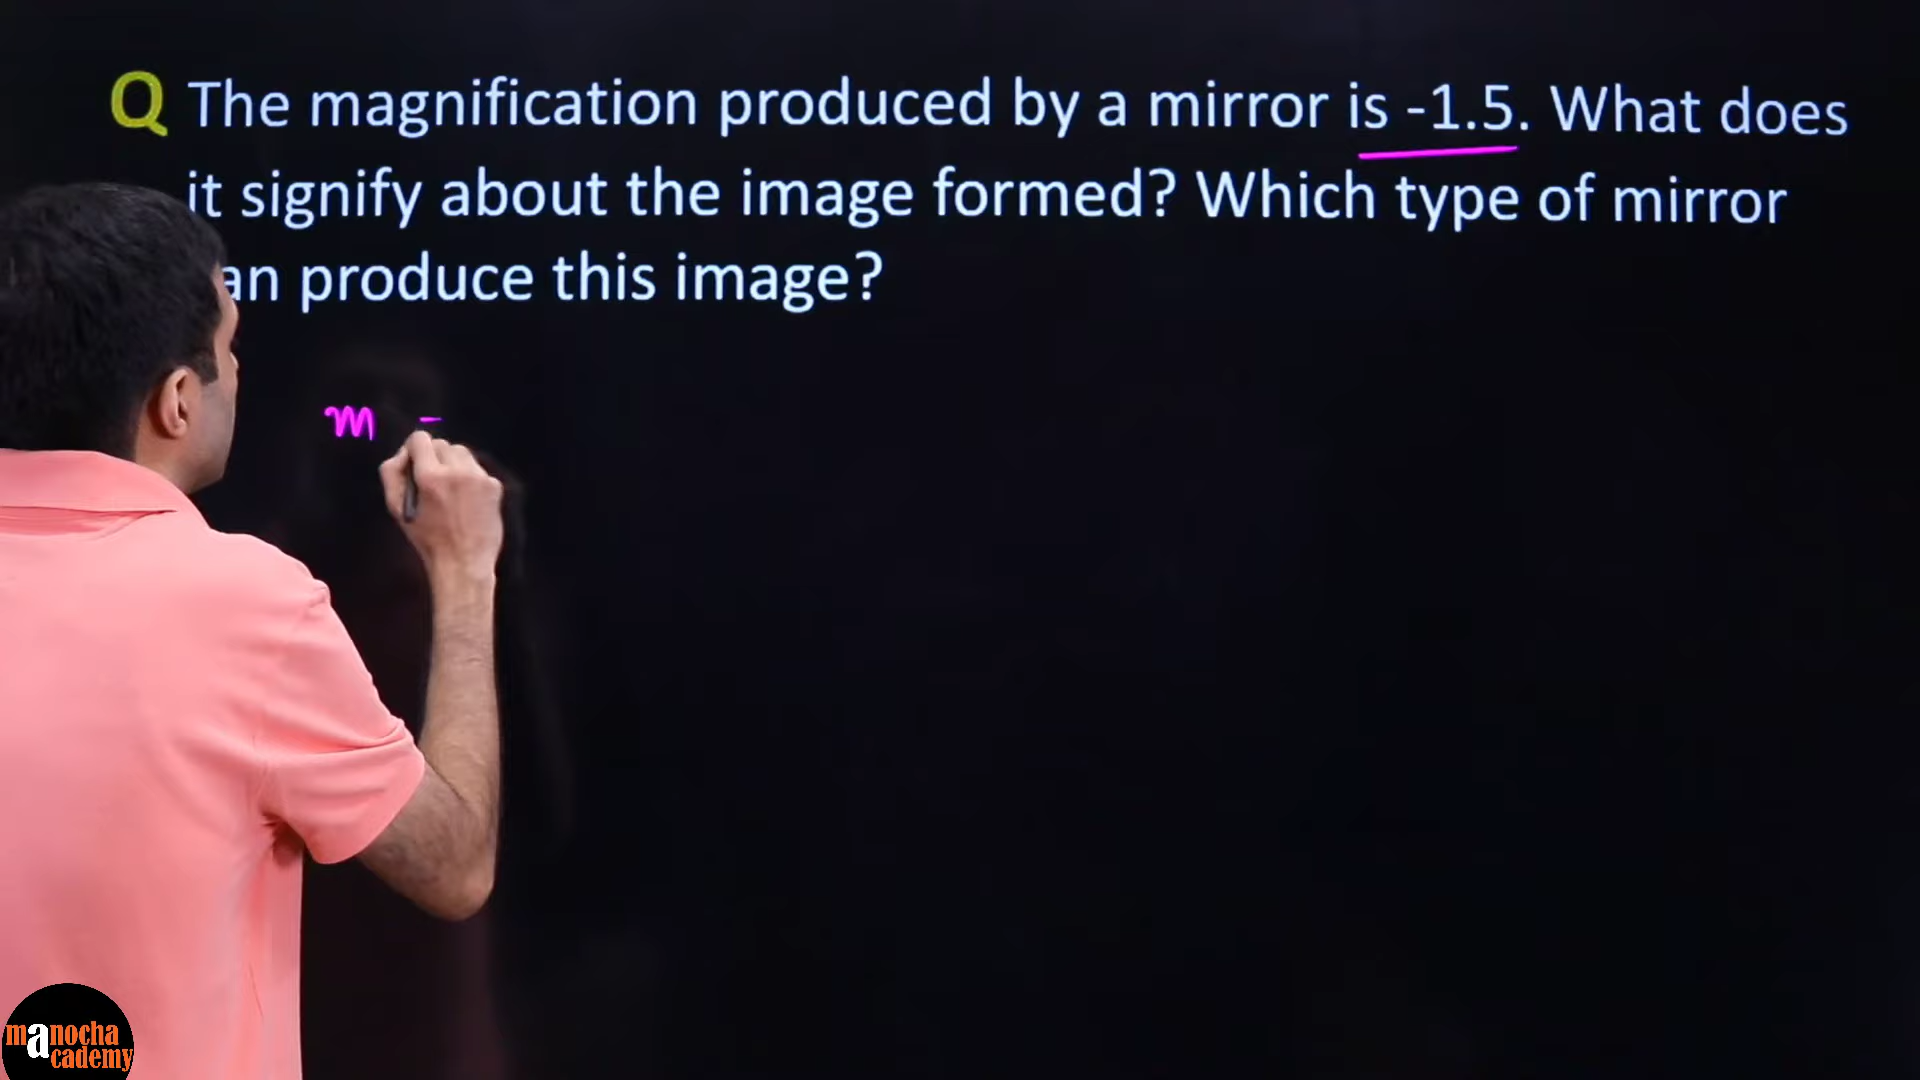 Q The magnification produced by a mirror is -1.5. What does
it signify about the image formed? Which type of mirror
an produce this image?
m -
manocha
cademy